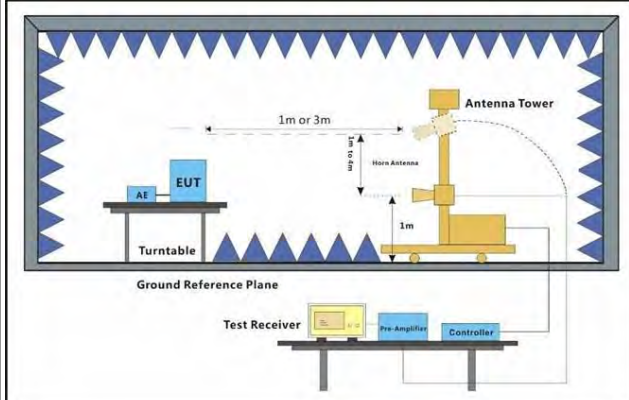 Antenna Tower
1m or 3m
1m to 4m
Horn Antenna
EUT
AE
1m
Turntable
Ground Reference Plane
Test Receiver
Pre-Amplifier
Controller